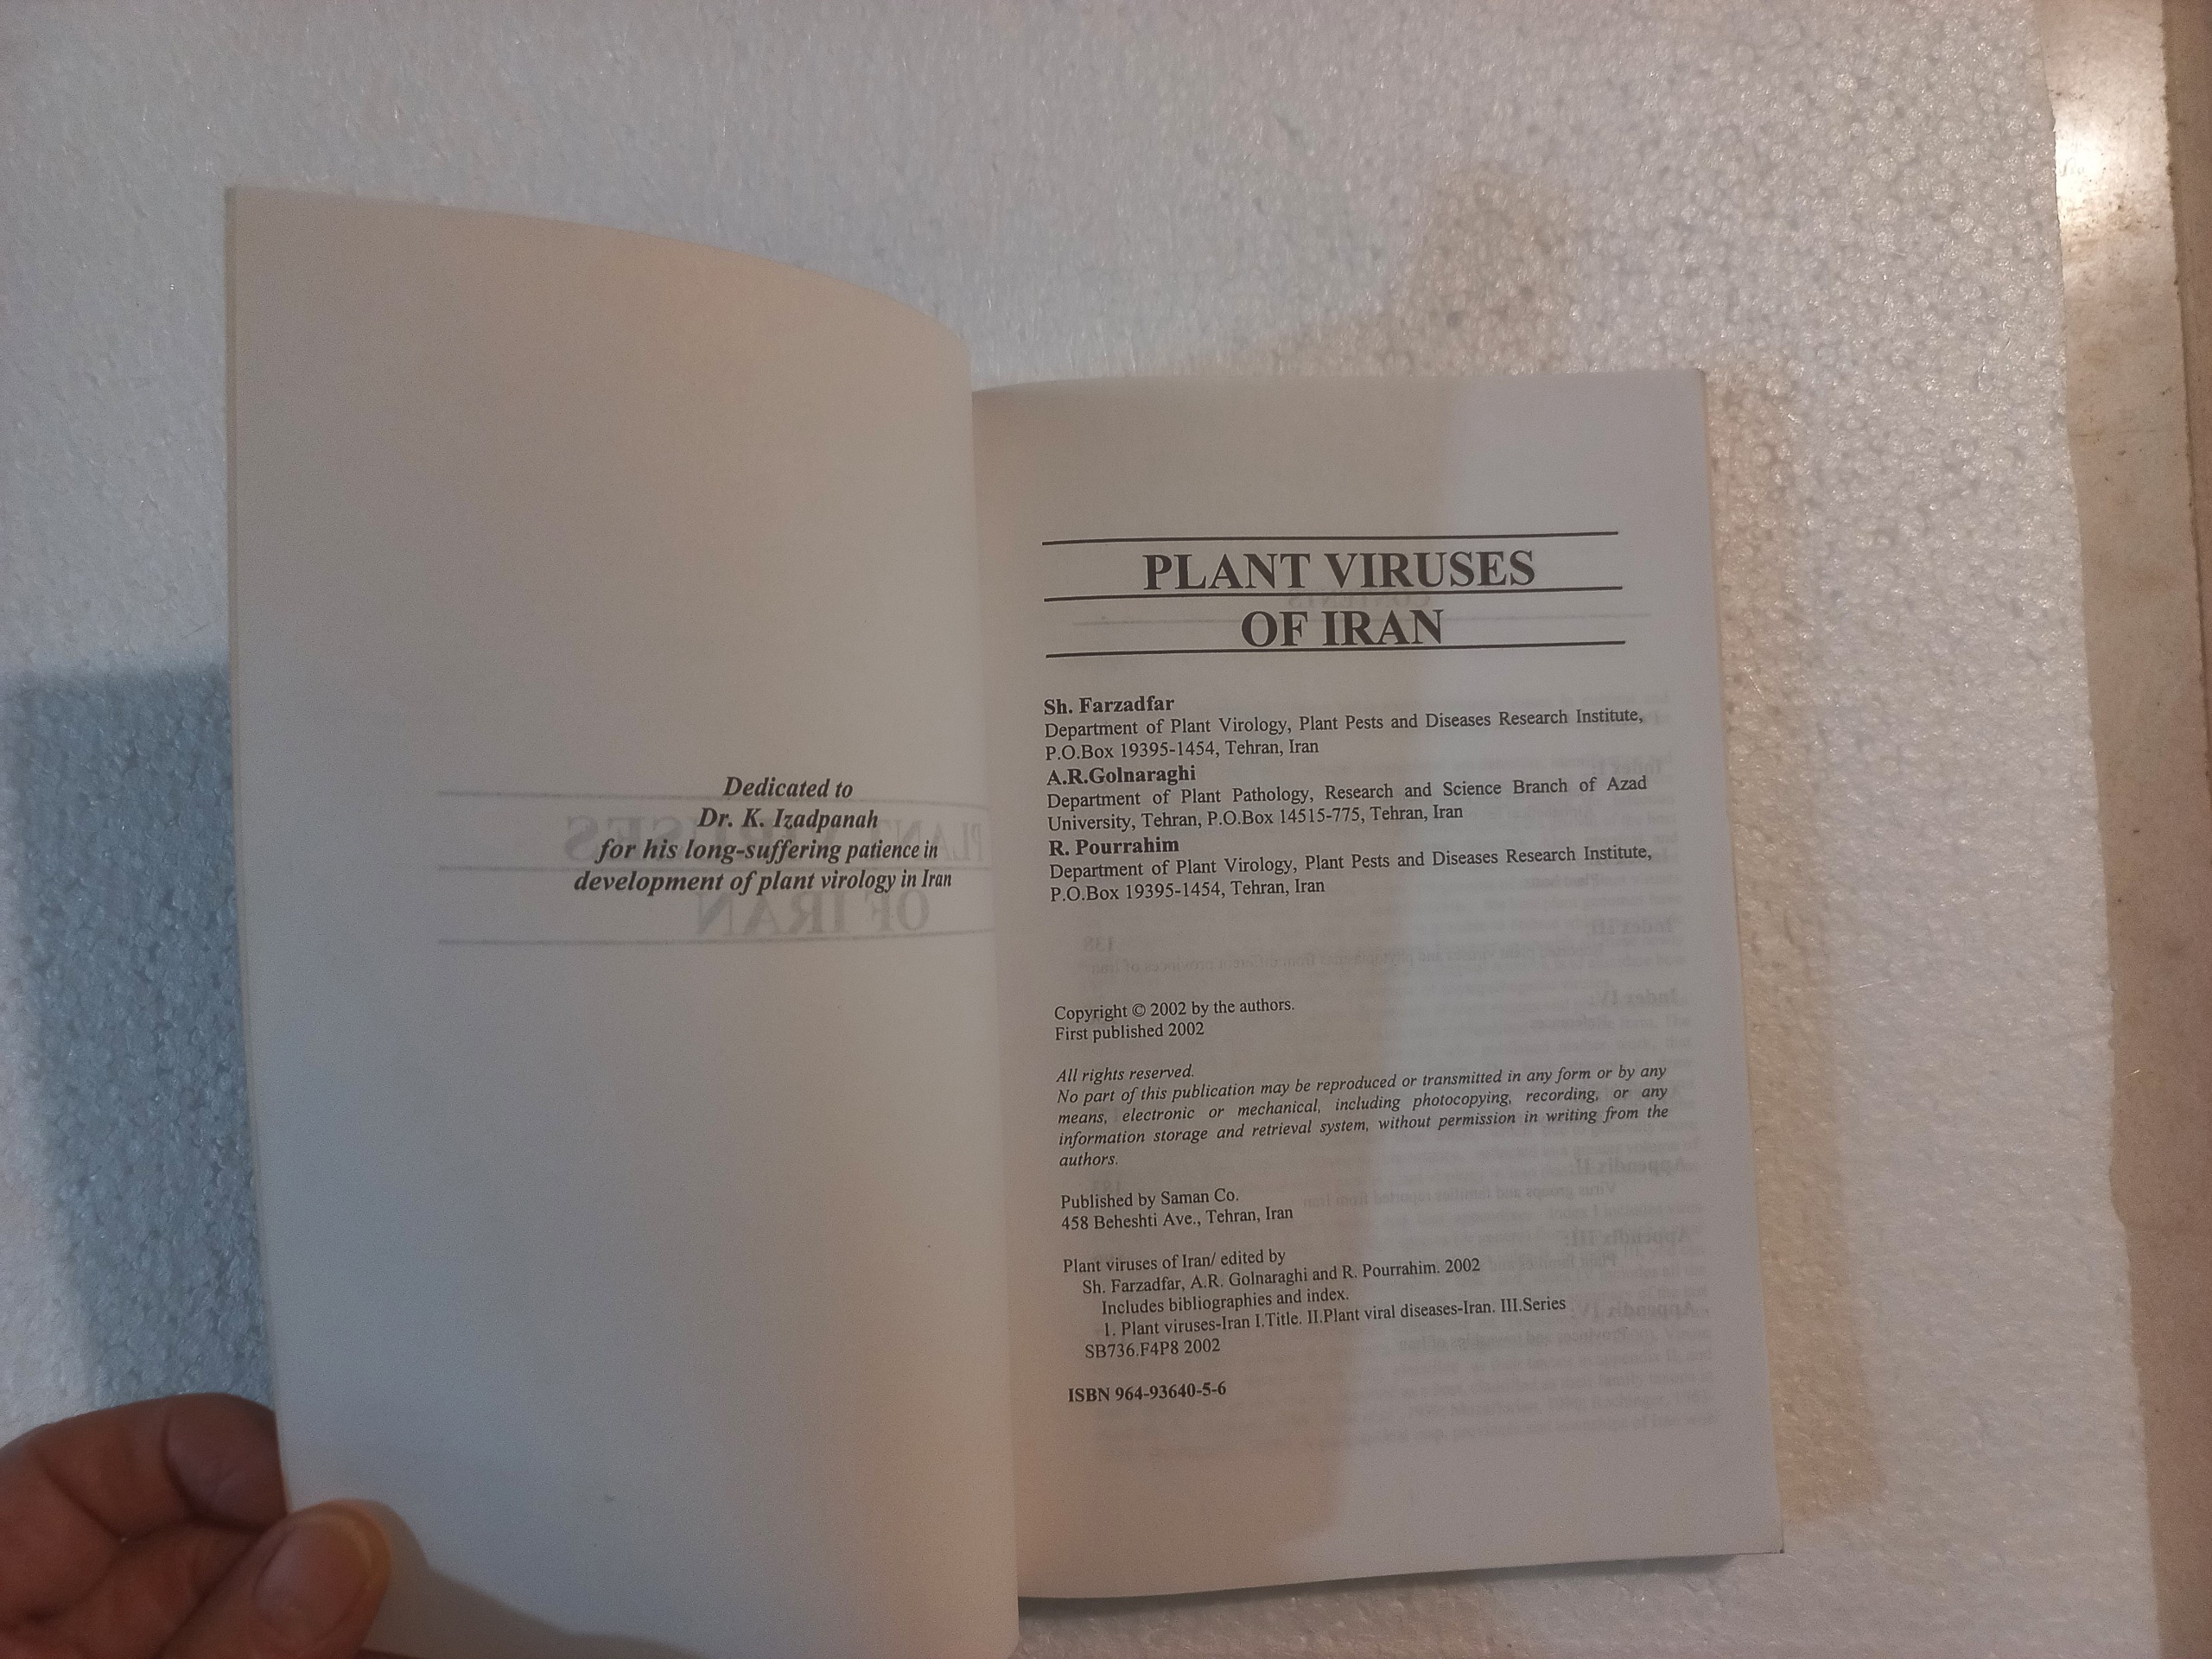 Dedicated to
Dr. K. Izadpanah
for his long-suffering patience in
development of plant virology in Iran
PLANT VIRUSES
OF IRAN
Sh. Farzadfar
Department of Plant Virology, Plant Pests and Diseases Research Institute,
P.O.Box 19395-1454, Tehran, Iran
A.R.Golnaraghi
Department of Plant Pathology, Research and Science Branch of Azad
University, Tehran, P.O.Box 14515-775, Tehran, Iran
R. Pourrahim
Department of Plant Virology, Plant Pests and Diseases Research Institute,
P.O.Box 19395-1454, Tehran, Iran
Copyright © 2002 by the authors.
First published 2002
All rights reserved.
No part of this publication may be reproduced or transmitted in any form or by any
means, electronic or mechanical, including photocopying, recording, or any
information storage and retrieval system, without permission in writing from the
authors.
Published by Saman Co.
458 Beheshti Ave., Tehran, Iran
Plant viruses of Iran/ edited by
Sh. Farzadfar, A.R. Golnaraghi and R. Pourrahim. 2002
Includes bibliographies and index.
1. Plant viruses-Iran I.Title. II.Plant viral diseases-Iran. III.Series
SB736.F4P8 2002
ISBN 964-93640-5-6